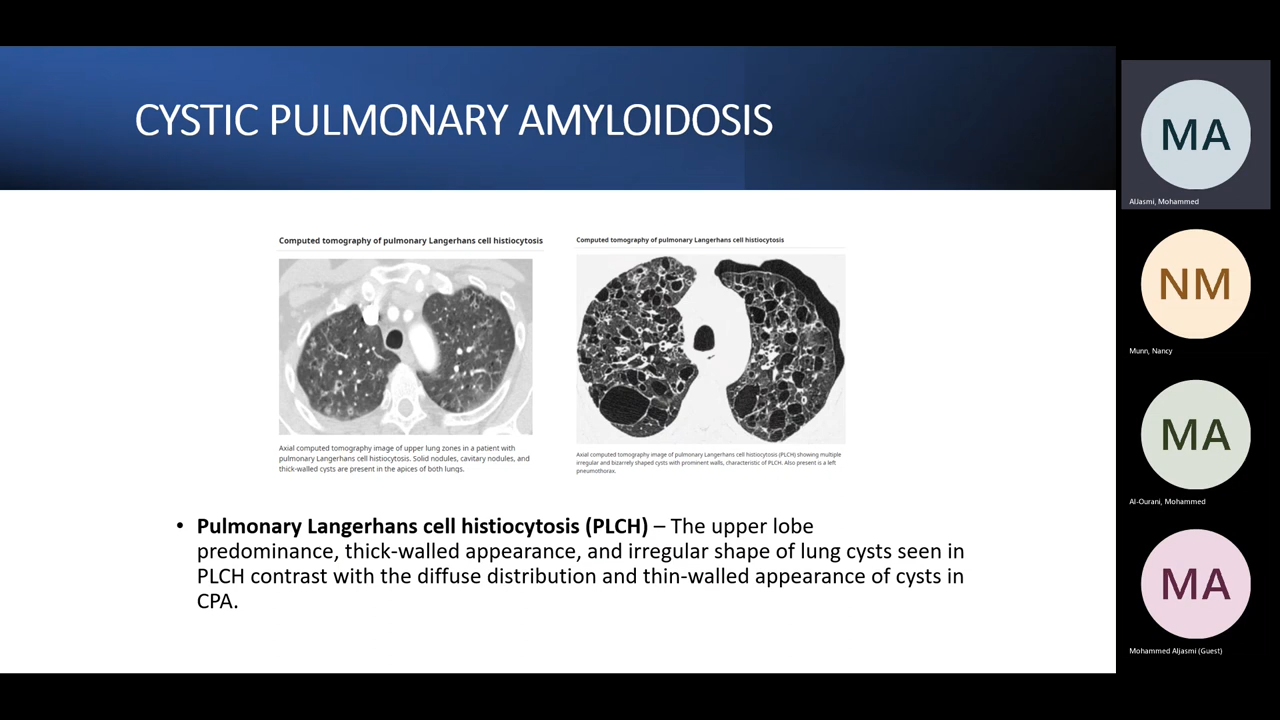 CYSTIC PULMONARY AMYLOIDOSIS
Computed tomography of pulmonary Langerhans cell histiocytosis
Axial computed tomography image of upper lung zones in a patient with
pulmonary Langerhans cell histiocytosis. Solid nodules, cavitary nodules, and
thick-walled cysts are present in the apices of both lungs.
Computed tomography of pulmonary Langerhans cell histiocytosis
Axial computed tomography image of pulmonary Langerhans cell histiocytosis (PLCH) showing multiple
irregular and bizarrely shaped cysts with prominent walls, characteristic of PLCH. Also present is a left
pneumothorax.
• Pulmonary Langerhans cell histiocytosis (PLCH) – The upper lobe
predominance, thick-walled appearance, and irregular shape of lung cysts seen in
PLCH contrast with the diffuse distribution and thin-walled appearance of cysts in
CPA.
MA
AlJasmi, Mohammed
NM
Munn, Nancy
MA
Al-Ourani, Mohammed
MA
Mohammed Aljasmi (Guest)